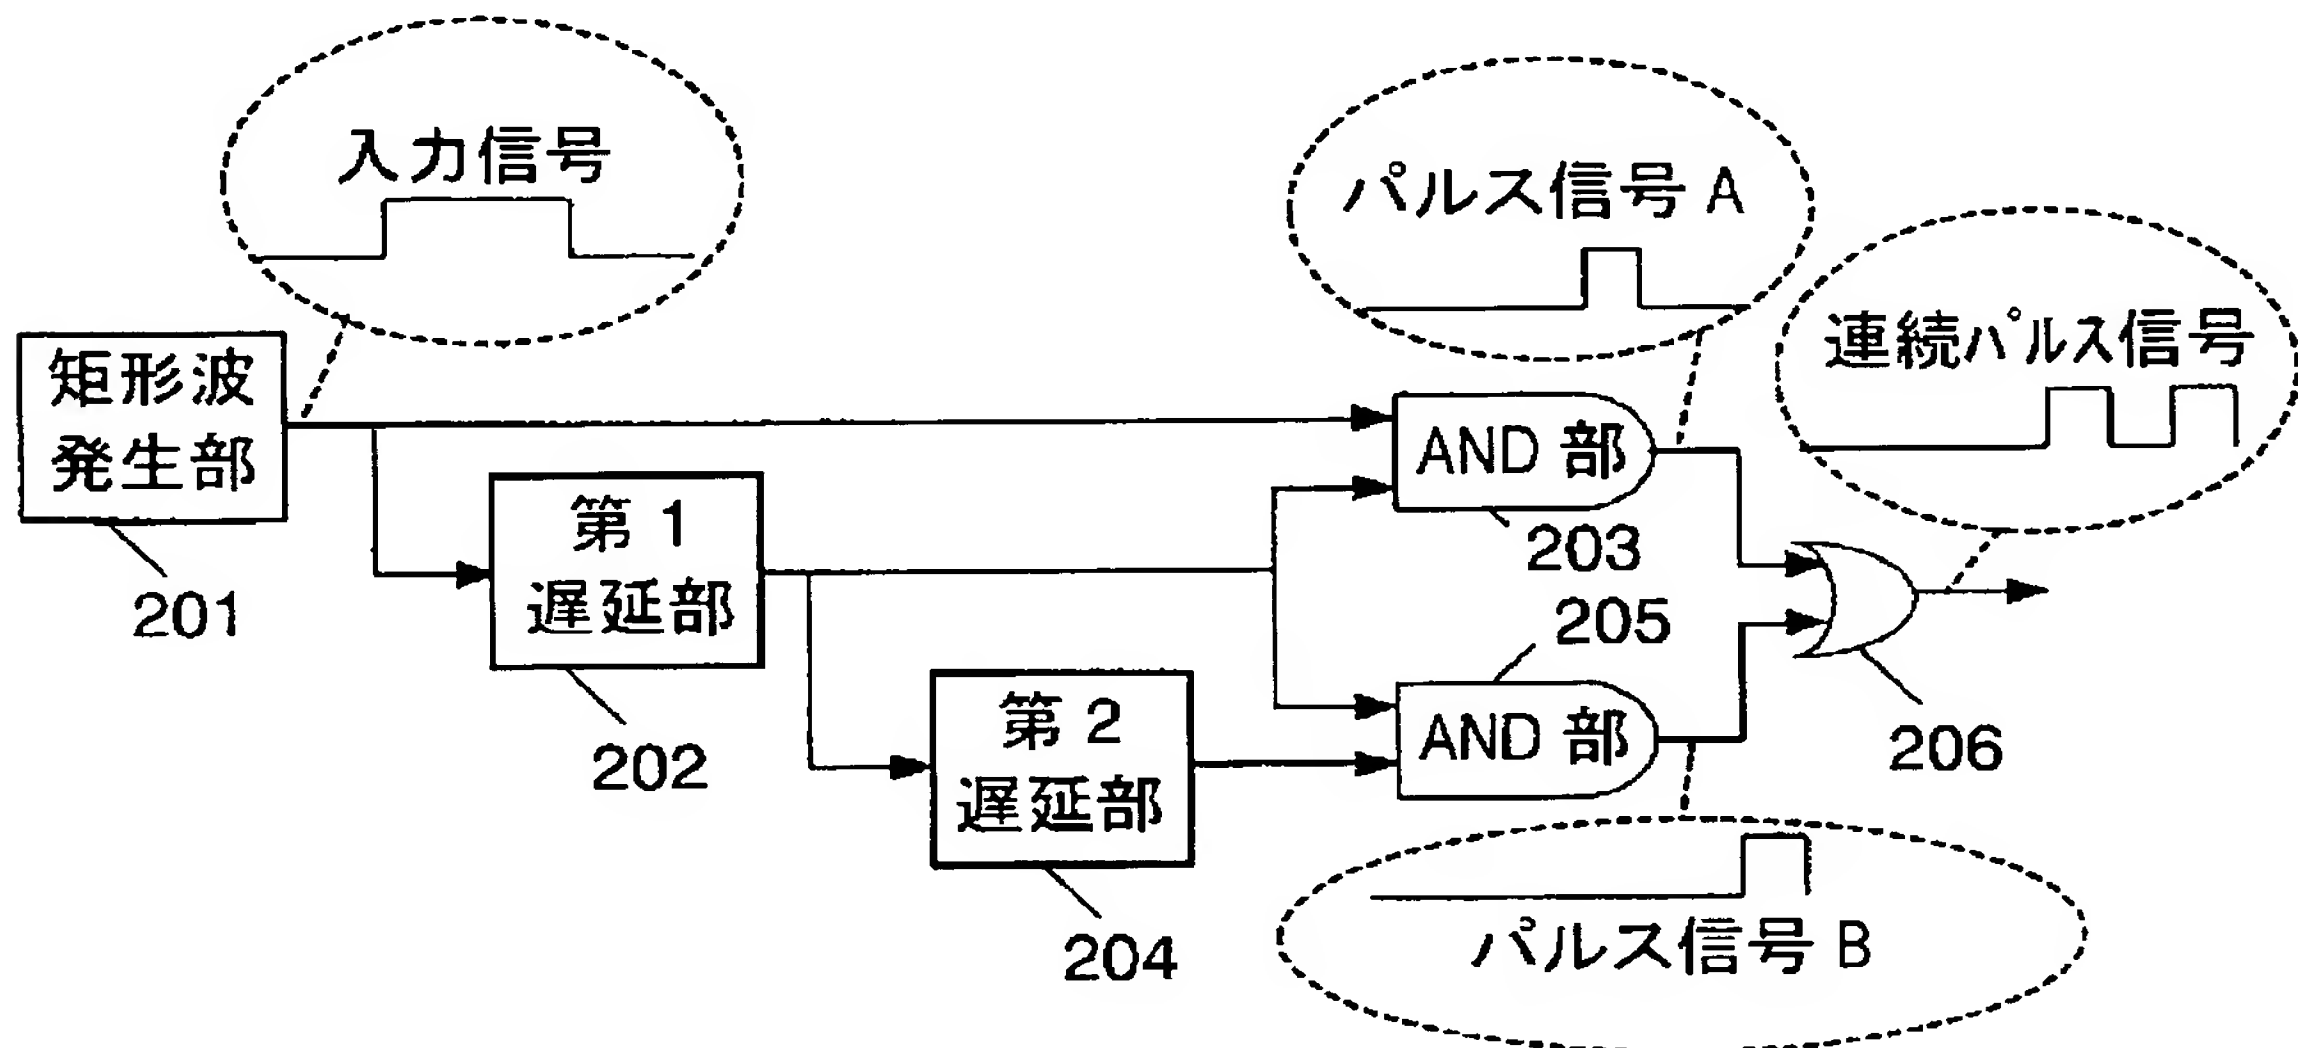 入力信号
パルス信号 A
連続パルス信号
矩形波
発生部
201
第 1
遅延部
202
第 2
遅延部
204
AND 部
203
205
AND 部
206
パルス信号 B